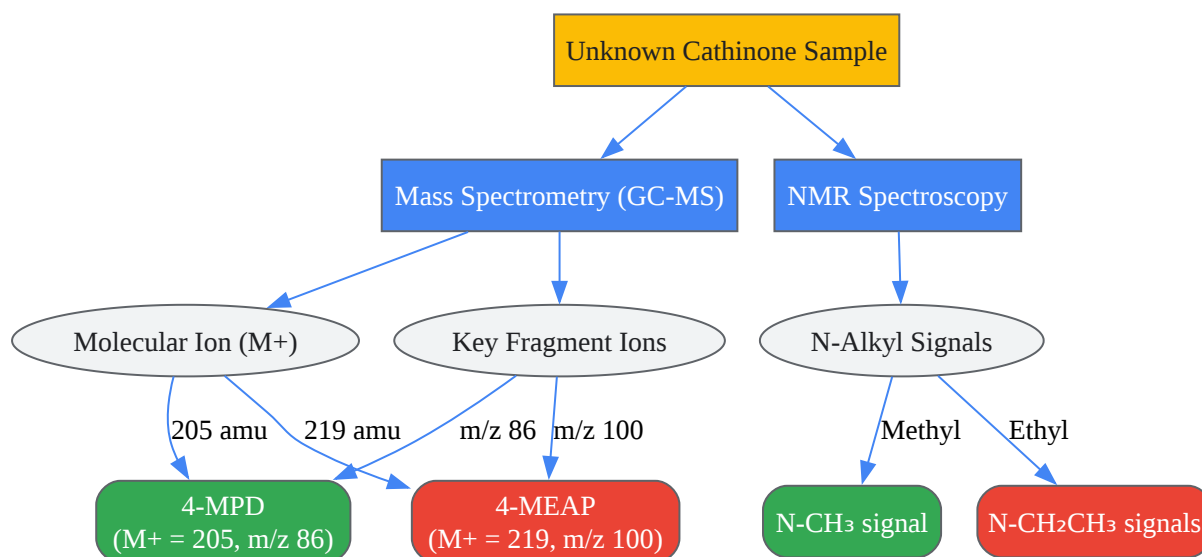 Unknown Cathinone Sample
Mass Spectrometry (GC-MS)
NMR Spectroscopy
Molecular Ion (M+)
Key Fragment Ions
N-Alkyl Signals
205 amu
219 amu
m/z 86
m/z 100
Methyl
Ethyl
4-MPD
(M+ = 205, m/z 86)
4-MEAP
(M+ = 219, m/z 100)
N-CH₃ signal
N-CH₂CH₃ signals